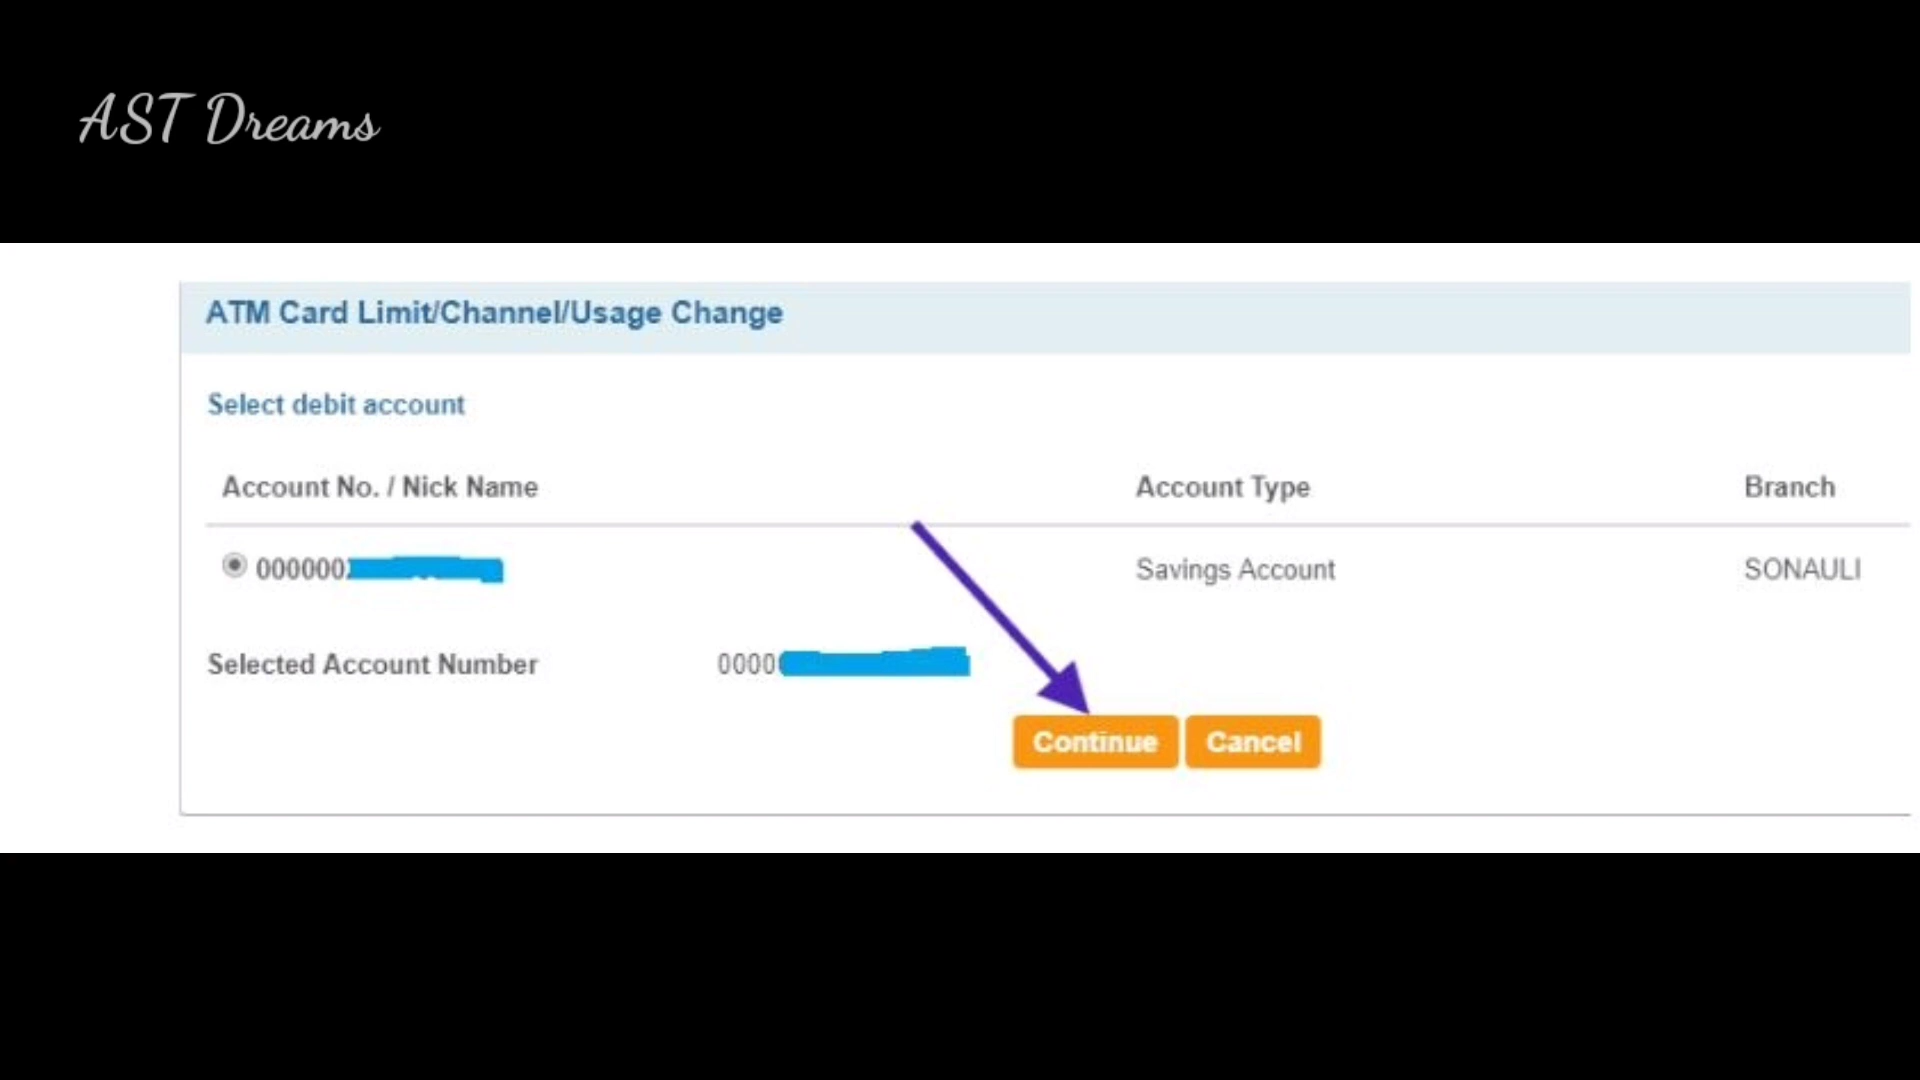 AST Dreams
ATM Card Limit/Channel/Usage Change
Select debit account
Account No. / Nick Name Account Type Branch
000000 Savings Account SONAULI
Selected Account Number 0000
Continue Cancel